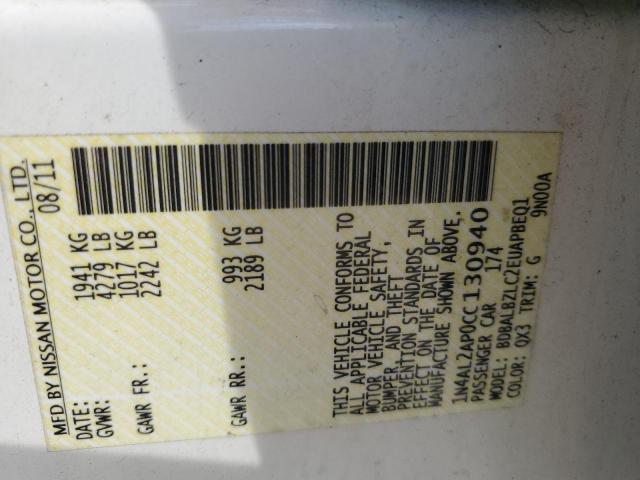 MFD BY NISSAN MOTOR CO., LTD.
DATE: 08/11
GVWR: 1941 KG
4279 LB
GAWR FR.: 1017 KG
2242 LB
GAWR RR.: 993 KG
2189 LB
THIS VEHICLE CONFORMS TO
ALL APPLICABLE FEDERAL
MOTOR VEHICLE SAFETY,
BUMPER, AND THEFT
PREVENTION STANDARDS IN
EFFECT ON THE DATE OF
MANUFACTURE SHOWN ABOVE.
1N4AL2AP0CC130940
PASSENGER CAR 174
MODEL: BDBALBZLC2EUAPBEQ1
COLOR: QX3 TRIM: G 9N00A